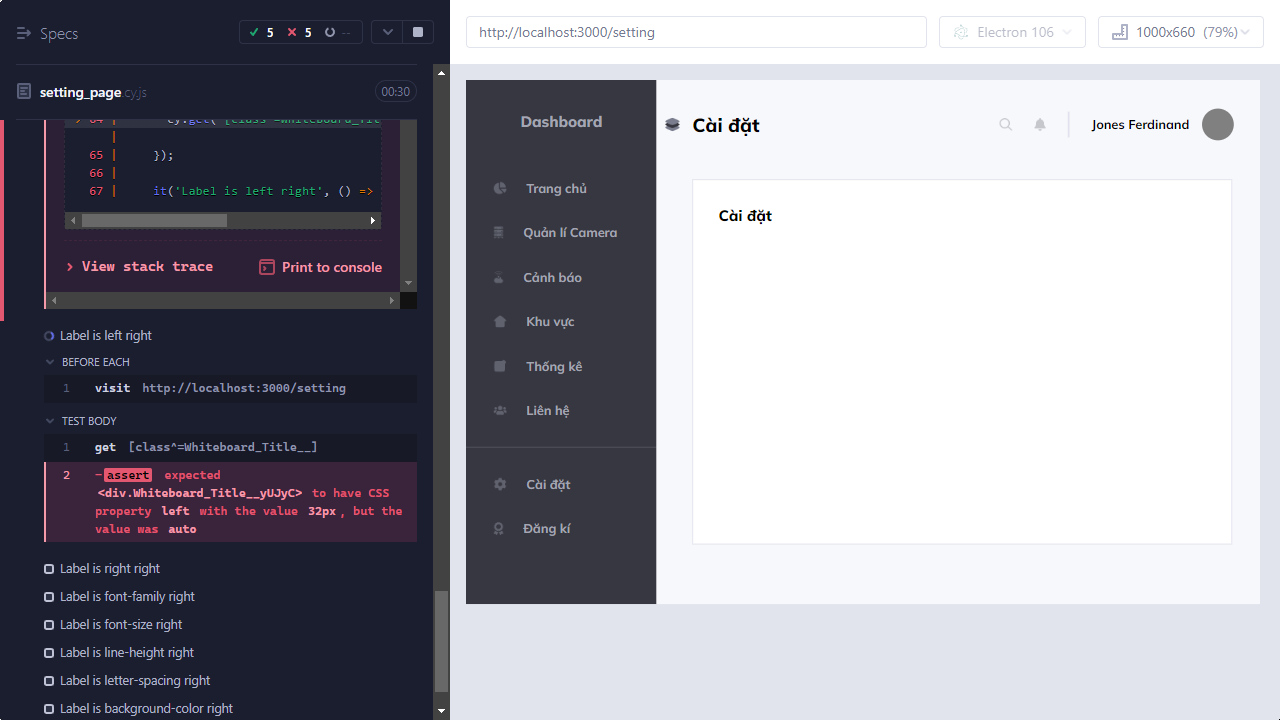 Specs
5
5
--
setting_page.cy.js
00:30
|
65 | });
66 |
67 | it('Label is left right', () =>
View stack trace
Print to console
Label is left right
BEFORE EACH
1 visit http://localhost:3000/setting
TEST BODY
1 get [class^=Whiteboard_Title__]
2 -assert expected
<div.Whiteboard_Title__yUJyC> to have CSS
property left with the value 32px, but the
value was auto
Label is right right
Label is font-family right
Label is font-size right
Label is line-height right
Label is letter-spacing right
Label is background-color right
http://localhost:3000/setting
Electron 106
1000x660 (79%)
Dashboard
Trang chủ
Quản lí Camera
Cảnh báo
Khu vực
Thống kê
Liên hệ
Cài đặt
Đăng kí
Cài đặt
Jones Ferdinand
Cài đặt